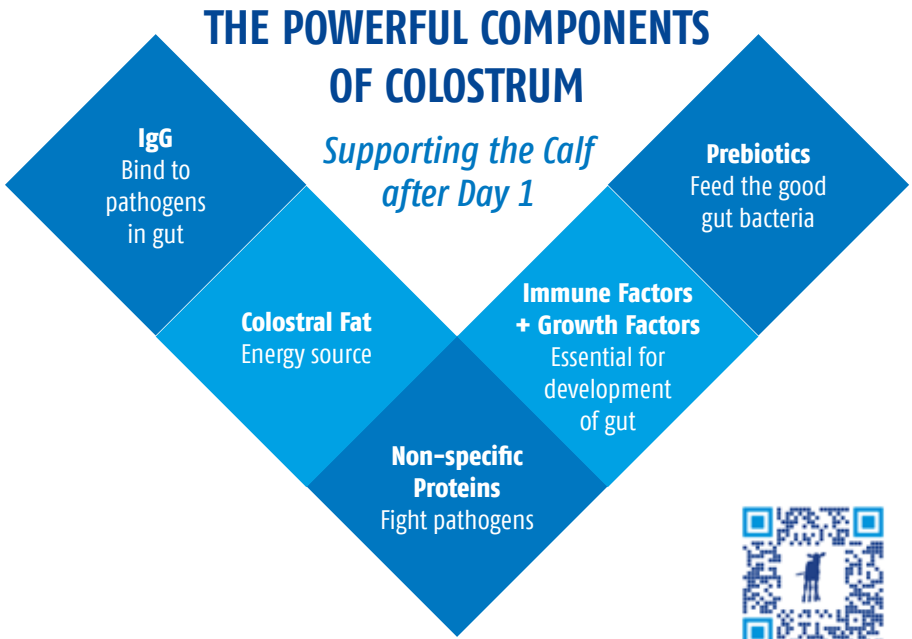 THE POWERFUL COMPONENTS
OF COLOSTRUM
Supporting the Calf
after Day 1
IgG
Bind to
pathogens
in gut
Colostral Fat
Energy source
Non-specific
Proteins
Fight pathogens
Immune Factors
+ Growth Factors
Essential for
development
of gut
Prebiotics
Feed the good
gut bacteria